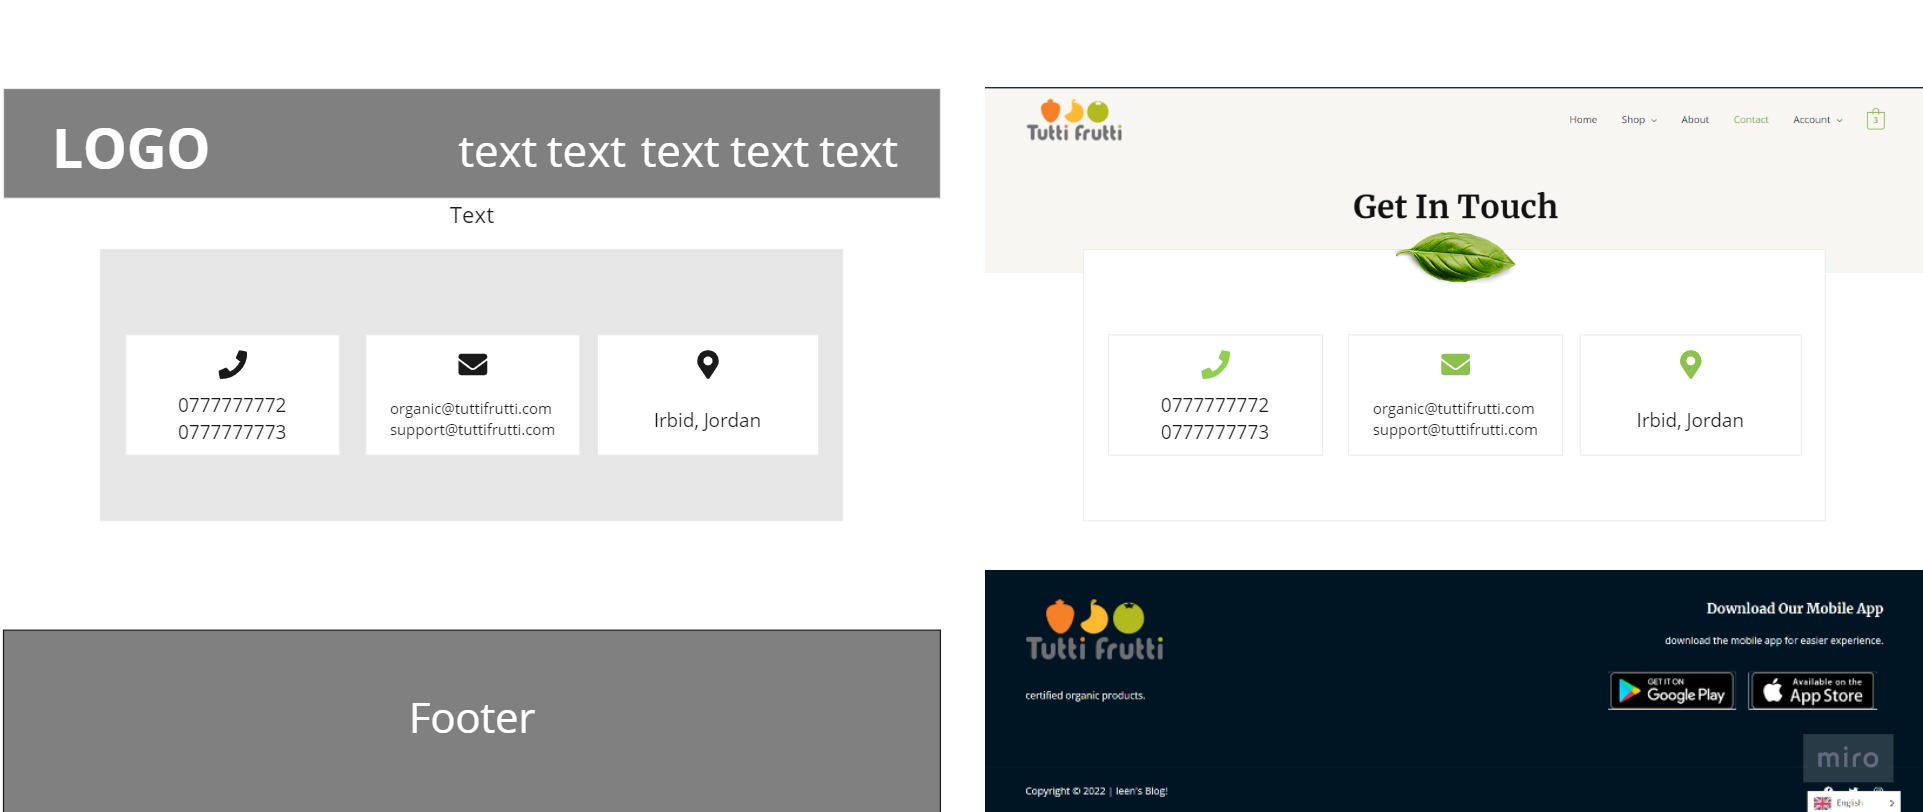 LOGO
text text text text text
Text
0777777772
0777777773
organic@tuttifrutti.com
support@tuttifrutti.com
Irbid, Jordan
Footer
Tutti Frutti
Home Shop About Contact Account 3
Get In Touch
0777777772
0777777773
organic@tuttifrutti.com
support@tuttifrutti.com
Irbid, Jordan
Tutti Frutti
certified organic products.
Download Our Mobile App
download the mobile app for easier experience.
GET IT ON
Google Play
Available on the
App Store
miro
Copyright © 2022 | leen's Blog!
English